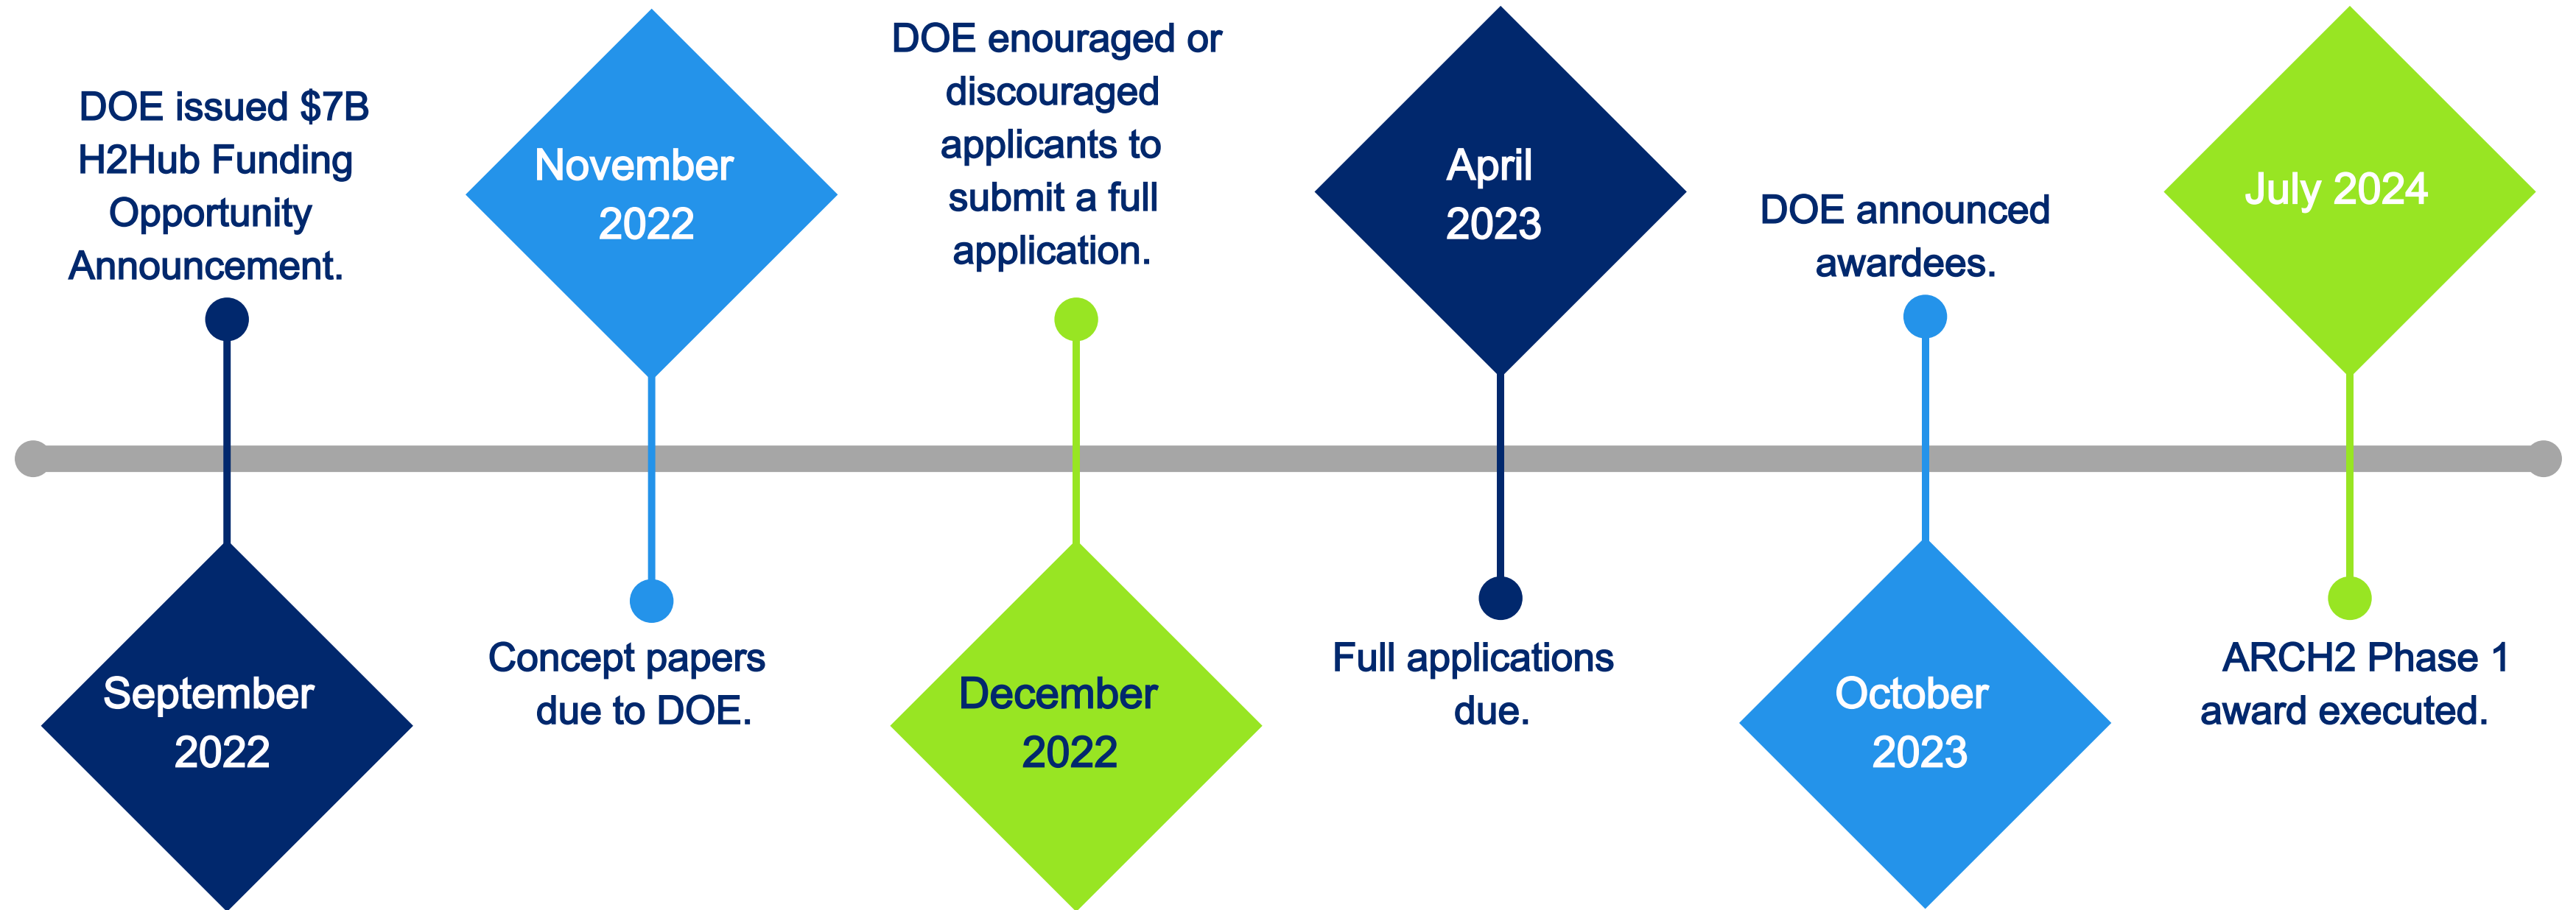 DOE issued $7B
H2Hub Funding
Opportunity
Announcement.
September
2022
November
2022
Concept papers
due to DOE.
DOE enouraged or
discouraged
applicants to
submit a full
application.
December
2022
April
2023
Full applications
due.
DOE announced
awardees.
October
2023
July 2024
ARCH2 Phase 1
award executed.